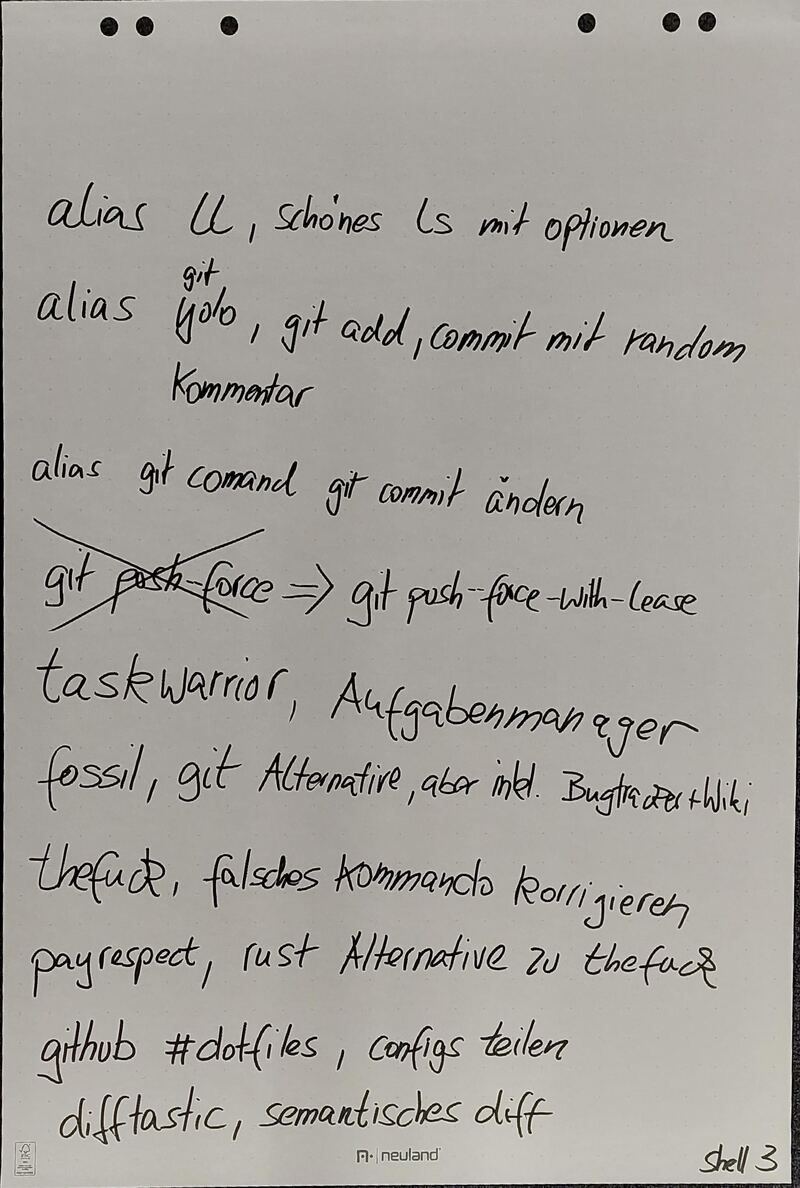 alias ll, schönes ls mit optionen
git
alias yolo, git add, commit mit random
Kommentar
alias git comand git commit ändern
git push-force => git push--force-with-lease
taskwarrior, Aufgabenmanager
fossil, git Alternative, aber inkl. Bugtracker+Wiki
thefuck, falsches Kommando korrigieren
payrespect, rust Alternative zu thefuck
github #dotfiles, configs teilen
difftastic, semantisches diff
n·|neuland
Shell 3